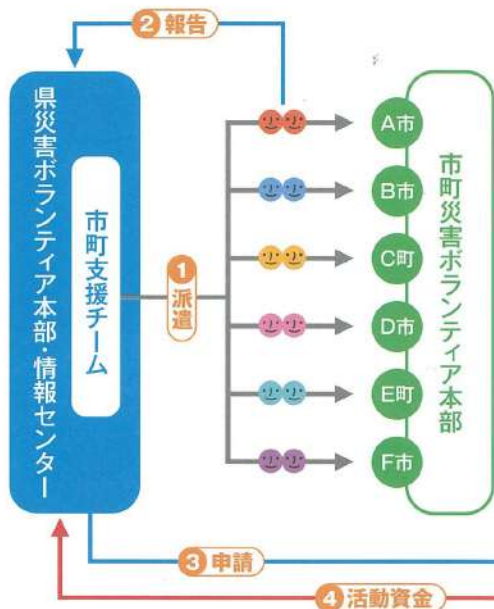 ②報告
県災害ボランティア本部・情報センター
市町支援チーム
①派遣
A市
B市
C町
D市
E町
F市
市町災害ボランティア本部
③申請
④活動資金